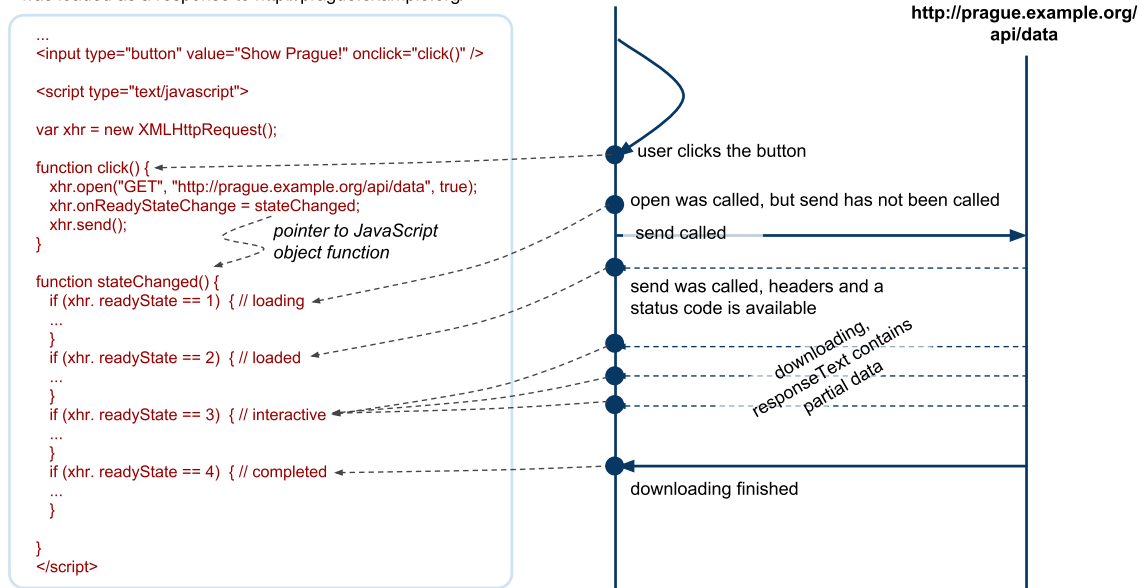 ...
<input type="button" value="Show Prague!" onclick="click()" />
<script type="text/javascript">
var xhr = new XMLHttpRequest();
function click() {
xhr.open("GET", "http://prague.example.org/api/data", true);
xhr.onReadyStateChange = stateChanged;
xhr.send();
}
pointer to JavaScript
object function
function stateChanged() {
if (xhr. readyState == 1)  { // loading
...
}
if (xhr. readyState == 2)  { // loaded
...
}
if (xhr. readyState == 3)  { // interactive
...
}
if (xhr. readyState == 4)  { // completed
...
}
}
</script>
http://prague.example.org/
api/data
user clicks the button
open was called, but send has not been called
send called
send was called, headers and a
status code is available
downloading,
responseText contains
partial data
downloading finished